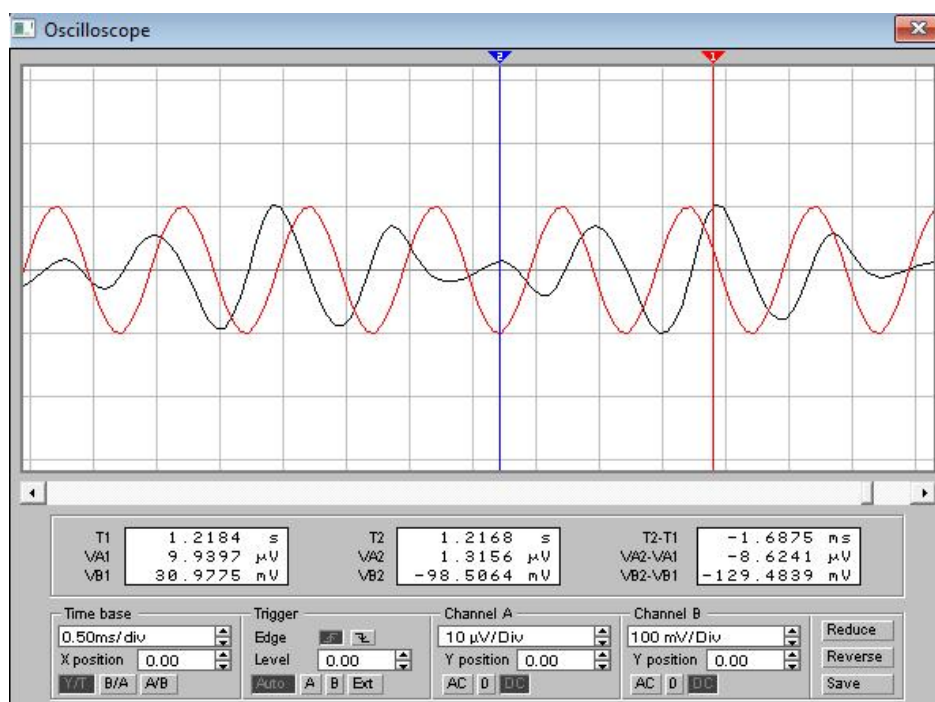 Oscilloscope
2 1
T1 1.2184 s T2 1.2168 s T2-T1 -1.6875 ms
VA1 9.9397 µV VA2 1.3156 µV VA2-VA1 -8.6241 µV
VB1 30.9775 mV VB2 -98.5064 mV VB2-VB1 -129.4839 mV
Time base Trigger Channel A Channel B
0.50ms/div Edge 10 µV/Div 100 mV/Div Reduce
X position 0.00 Level 0.00 Y position 0.00 Y position 0.00 Reverse
Y/T B/A A/B Auto A B Ext AC 0 DC AC 0 DC Save